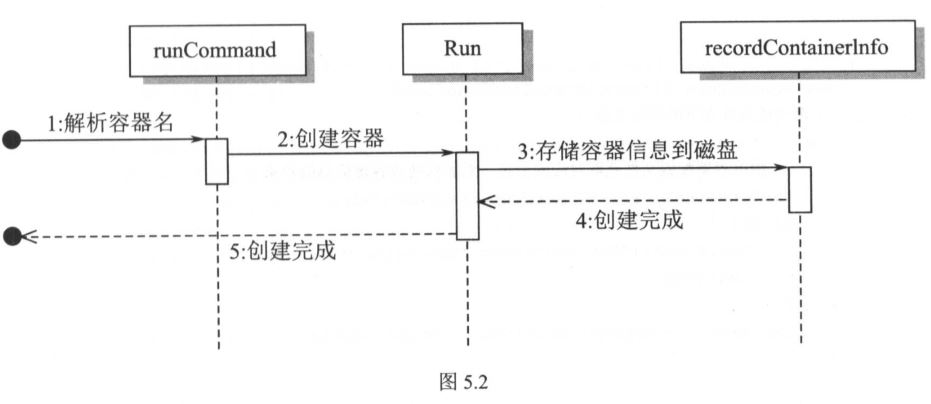 runCommand
Run
recordContainerInfo
1:解析容器名
2:创建容器
3:存储容器信息到磁盘
4:创建完成
5:创建完成
图 5.2